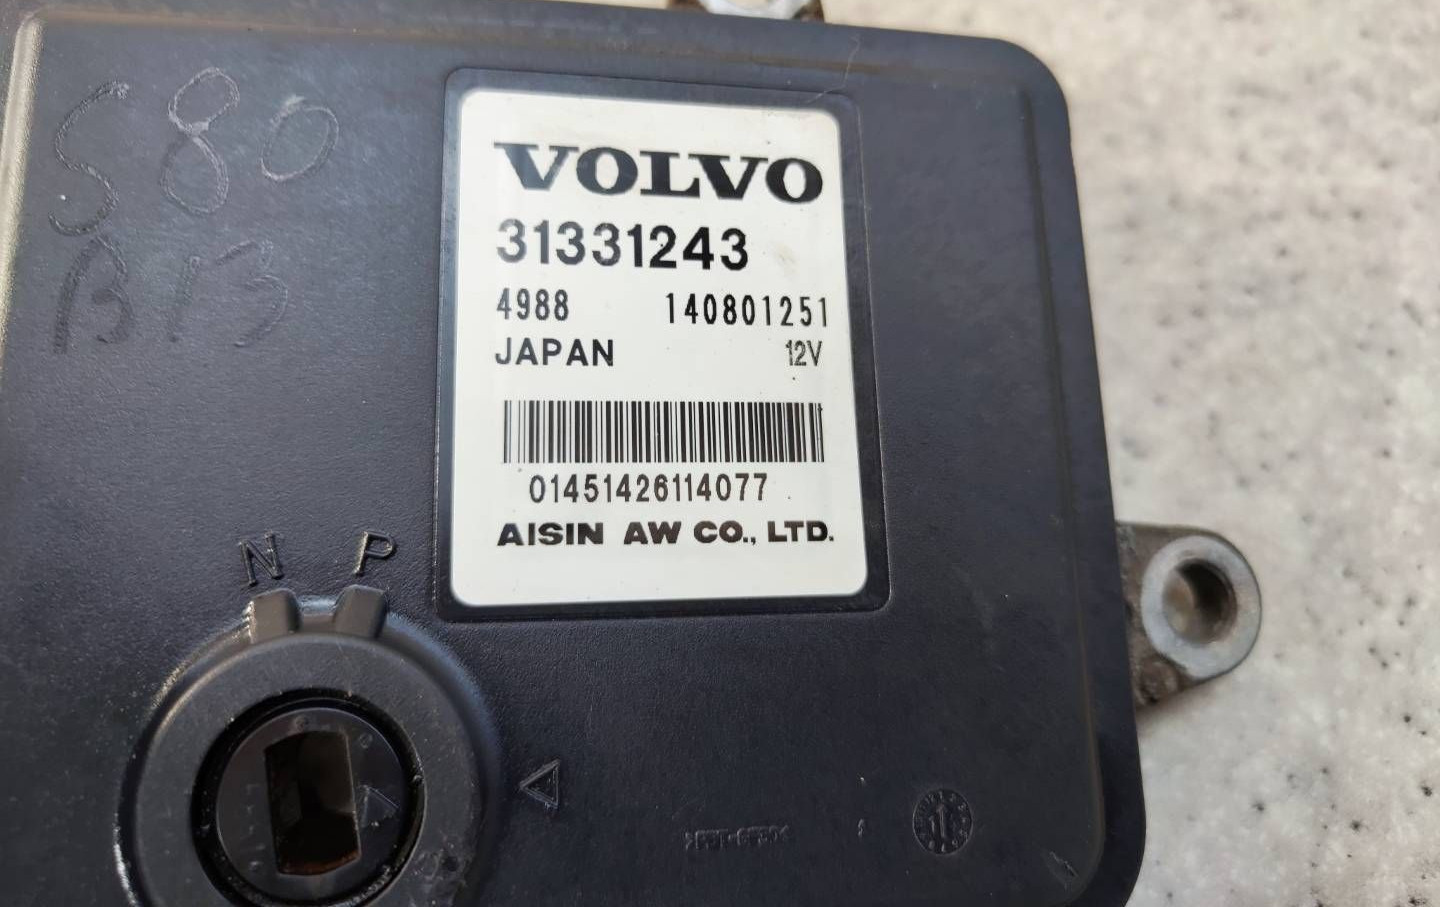 S80
B13
VOLVO
31331243
4988 140801251
JAPAN 12V
01451426114077
AISIN AW CO., LTD.
N P